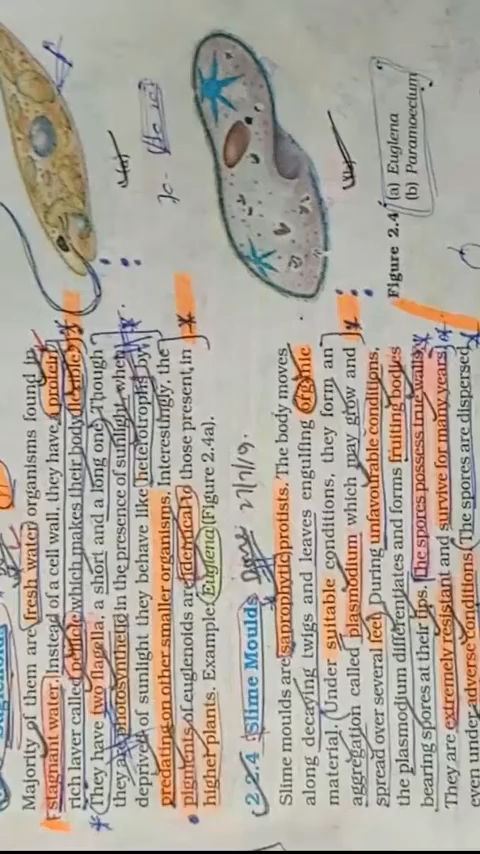 Euglenoids
Majority of them are fresh water organisms found in
stagnant water. Instead of a cell wall, they have a protein
rich layer called pellicle which makes their body flexible.
They have two flagella, a short and a long one. Though
they are photosynthetic in the presence of sunlight, when
deprived of sunlight they behave like heterotrophs by
predating on other smaller organisms. Interestingly, the
pigments of euglenoids are identical to those present in
higher plants. Example: Euglena (Figure 2.4a).
2.2.4 Slime Moulds
Slime moulds are saprophytic protists. The body moves
along decaying twigs and leaves engulfing organic
material. Under suitable conditions, they form an
aggregation called plasmodium which may grow and
spread over several feet. During unfavourable conditions,
the plasmodium differentiates and forms fruiting bodies
bearing spores at their tips. The spores possess true walls.
They are extremely resistant and survive for many years,
even under adverse conditions. The spores are dispersed
Figure 2.4 (a) Euglena
(b) Paramoecium